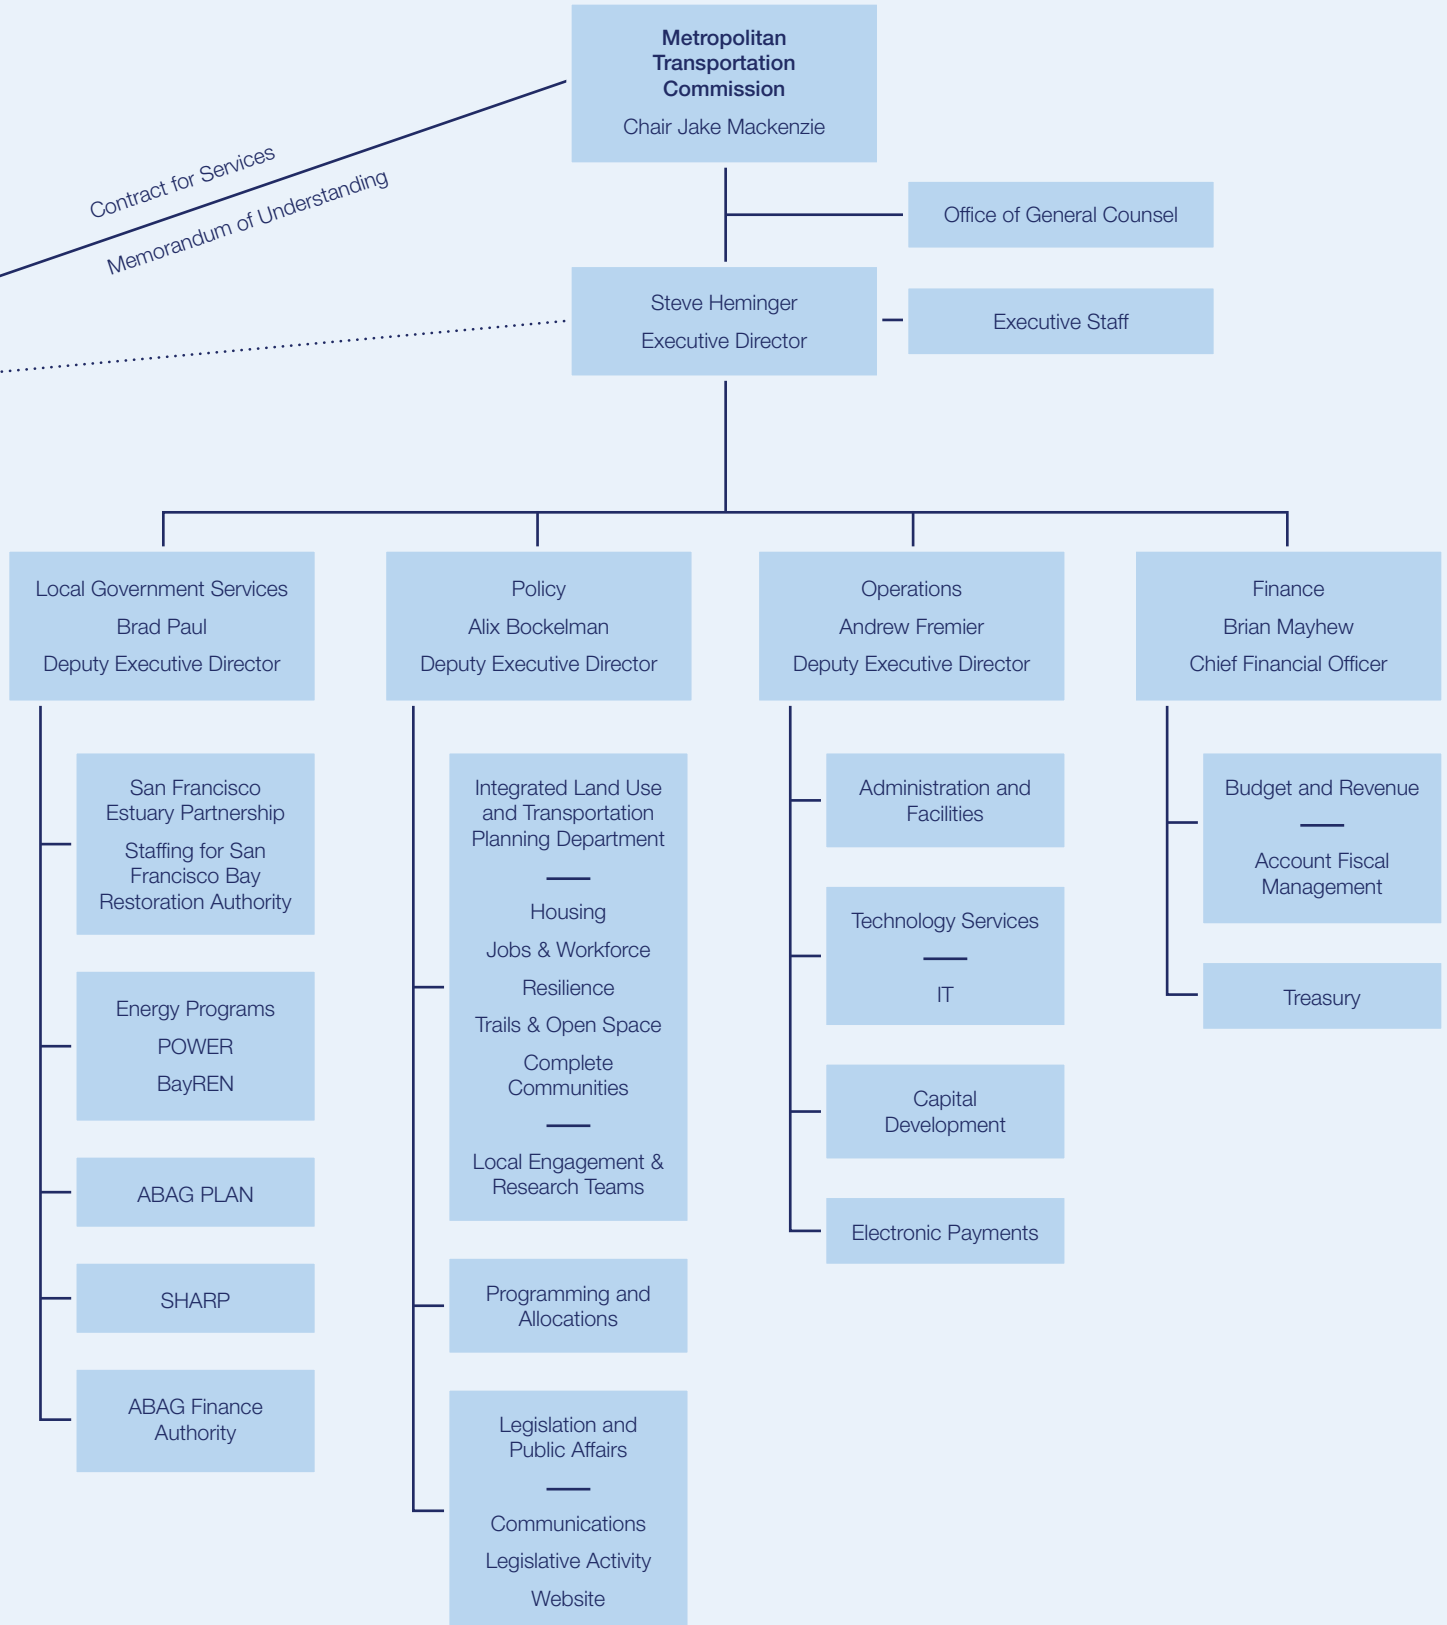 Metropolitan
Transportation
Commission
Chair Jake Mackenzie
Contract for Services
Memorandum of Understanding
Office of General Counsel
Steve Heminger
Executive Director
Executive Staff
Local Government Services
Brad Paul
Deputy Executive Director
Policy
Alix Bockelman
Deputy Executive Director
Operations
Andrew Fremier
Deputy Executive Director
Finance
Brian Mayhew
Chief Financial Officer
San Francisco
Estuary Partnership
Staffing for San
Francisco Bay
Restoration Authority
Energy Programs
POWER
BayREN
ABAG PLAN
SHARP
ABAG Finance
Authority
Integrated Land Use
and Transportation
Planning Department
Housing
Jobs & Workforce
Resilience
Trails & Open Space
Complete
Communities
Local Engagement &
Research Teams
Programming and
Allocations
Legislation and
Public Affairs
Communications
Legislative Activity
Website
Administration and
Facilities
Technology Services
IT
Capital
Development
Electronic Payments
Budget and Revenue
Account Fiscal
Management
Treasury